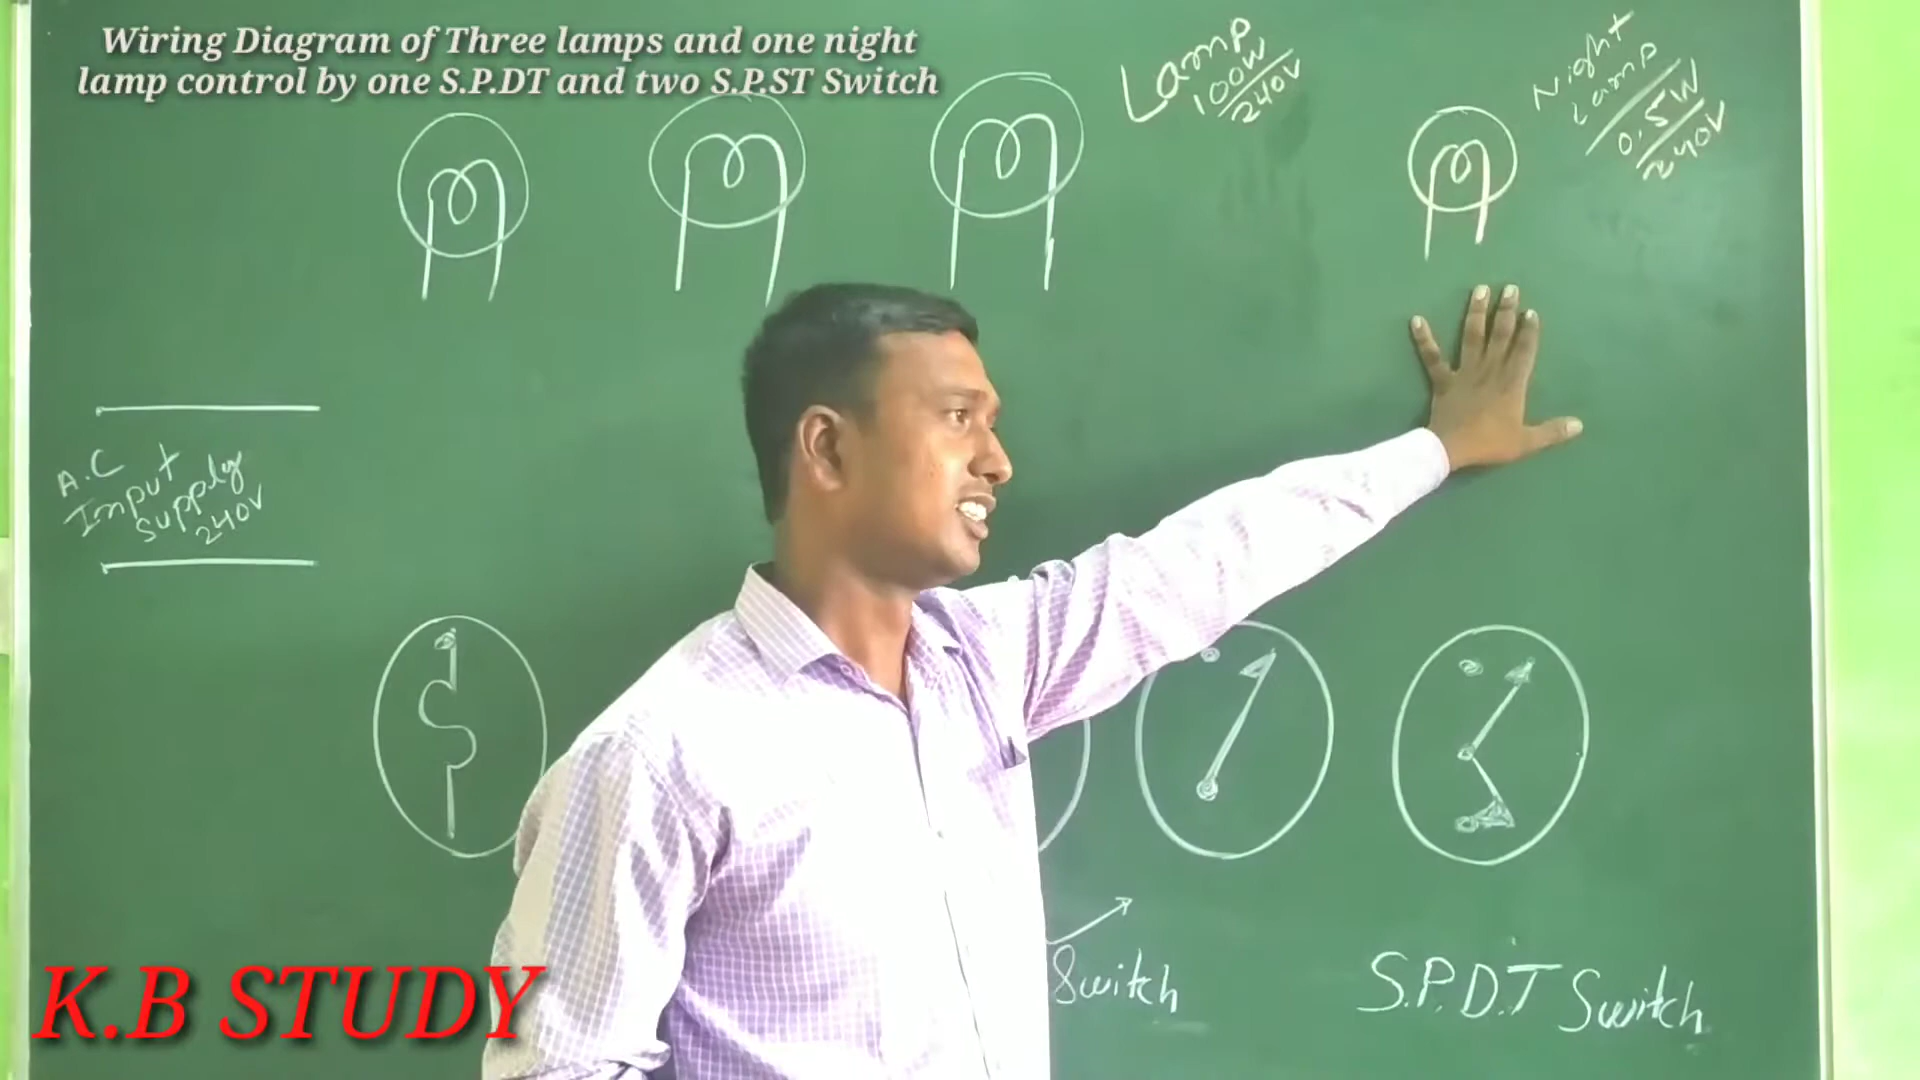 Wiring Diagram of Three lamps and one night
lamp control by one S.P.DT and two S.P.ST Switch
Lamp
100W
240V
Night
Lamp
0.5W
240V
A.C
Input
Supply
240V
Switch
S.P.D.T Switch
K.B STUDY